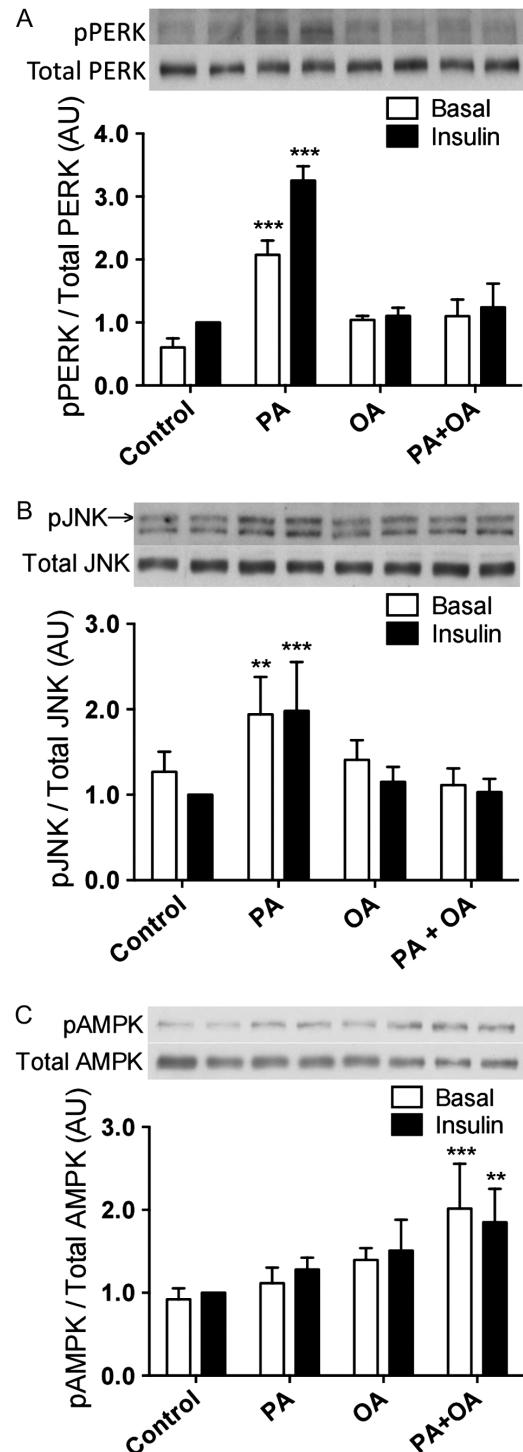 A
pPERK
Total PERK
Basal
Insulin
pPERK / Total PERK (AU)
4.0
3.0
2.0
1.0
0.0
***
***
Control
PA
OA
PA+OA
B
pJNK→
Total JNK
Basal
Insulin
pJNK / Total JNK (AU)
3.0
2.0
1.0
0.0
**
***
Control
PA
OA
PA + OA
C
pAMPK
Total AMPK
Basal
Insulin
pAMPK / Total AMPK (AU)
3.0
2.0
1.0
0.0
***
**
Control
PA
OA
PA+OA